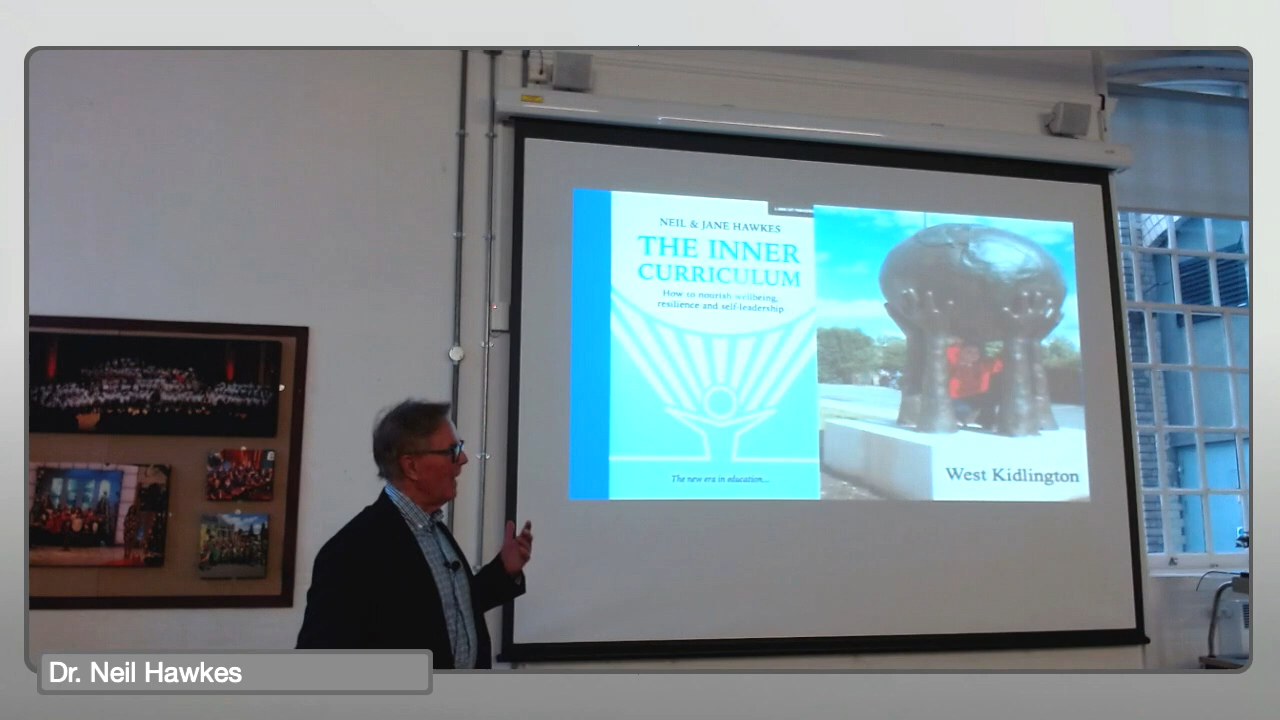 NEIL & JANE HAWKES
THE INNER
CURRICULUM
How to nourish wellbeing,
resilience and self-leadership
The new era in education...
West Kidlington
Dr. Neil Hawkes